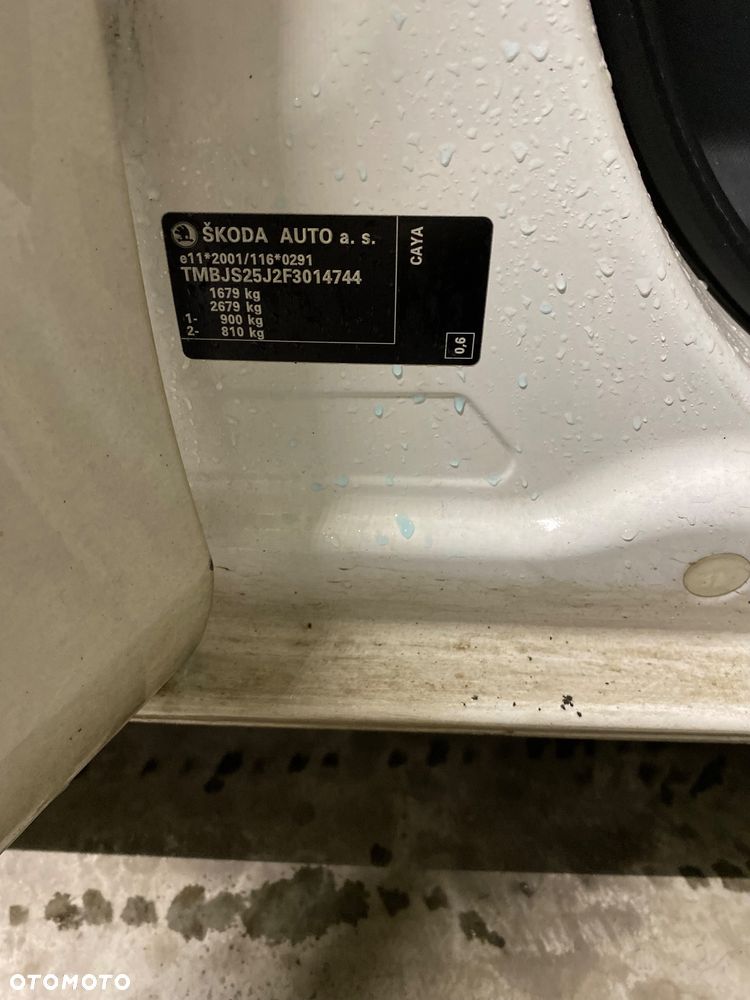 ŠKODA AUTO a. s.
e11*2001/116*0291
TMBJS25J2F3014744
1679 kg
2679 kg
1- 900 kg
2- 810 kg
CAYA
0,6
OTOMOTO